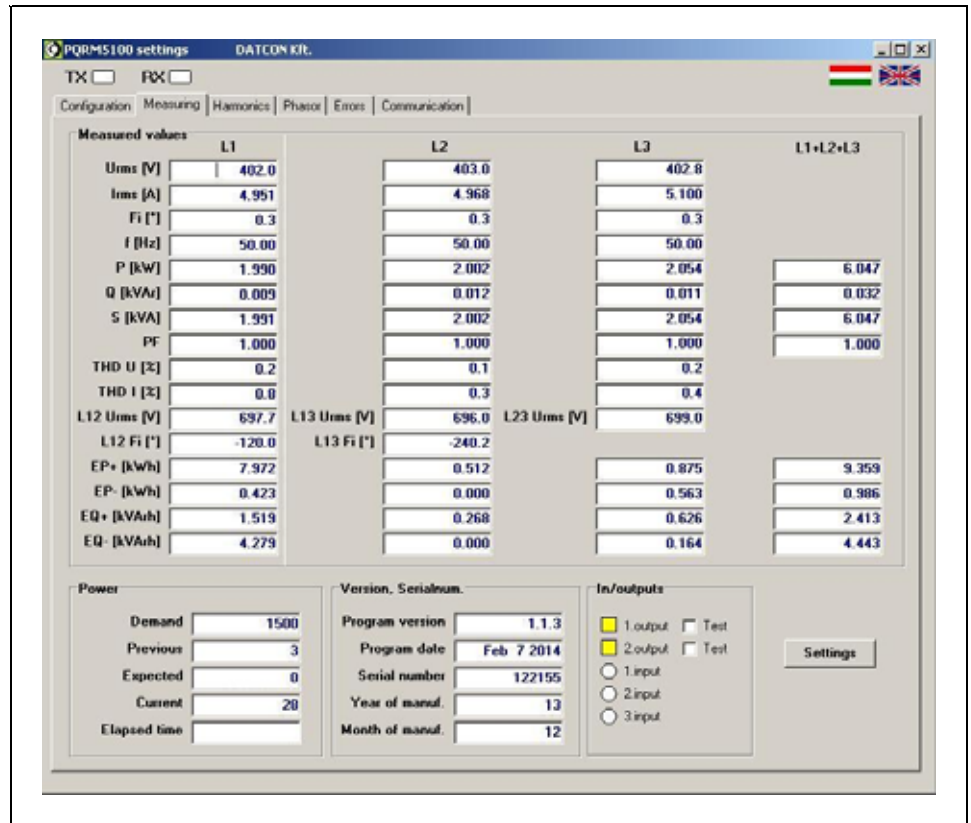 PQRM5100 settings DATCON Kft.
TX RX
Configuration Measuring Harmonics Phasor Errors Communication
Measured values
L1 L2 L3 L1+L2+L3
Urms [V] 402.0 403.0 402.8
Irms [A] 4.951 4.968 5.100
Fi [°] 0.3 0.3 0.3
f [Hz] 50.00 50.00 50.00
P [kW] 1.990 2.002 2.054 6.047
Q [kVAr] 0.009 0.012 0.011 0.032
S [kVA] 1.991 2.002 2.054 6.047
PF 1.000 1.000 1.000 1.000
THD U [%] 0.2 0.1 0.2
THD I [%] 0.0 0.3 0.4
L12 Urms [V] 697.7 L13 Urms [V] 696.0 L23 Urms [V] 699.0
L12 Fi [°] -120.0 L13 Fi [°] -240.2
EP+ [kWh] 7.972 0.512 0.875 9.359
EP- [kWh] 0.423 0.000 0.563 0.986
EQ+ [kVArh] 1.519 0.268 0.626 2.413
EQ- [kVArh] 4.279 0.000 0.164 4.443
Power Version, Serialnum. In/outputs
Demand 1500 Program version 1.1.3 1.output Test
Previous 3 Program date Feb 7 2014 2.output Test Settings
Expected 0 Serial number 122155 1.input
Current 28 Year of manuf. 13 2.input
3.input
Elapsed time Month of manuf. 12